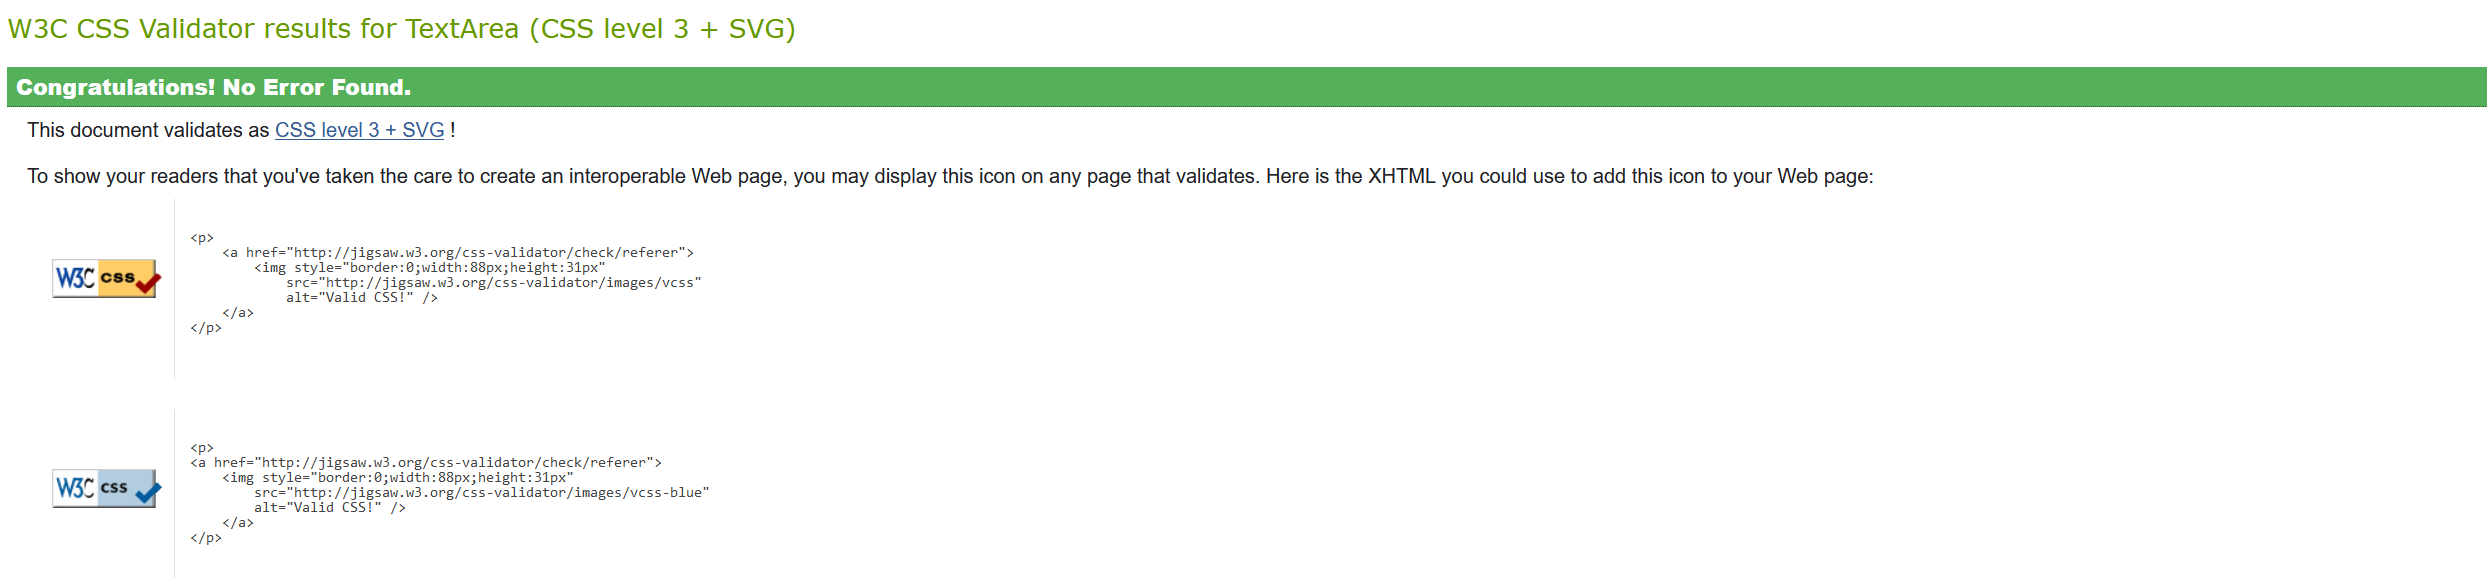 W3C CSS Validator results for TextArea (CSS level 3 + SVG)
Congratulations! No Error Found.
This document validates as CSS level 3 + SVG !
To show your readers that you've taken the care to create an interoperable Web page, you may display this icon on any page that validates. Here is the XHTML you could use to add this icon to your Web page:
W3C css
<p>
    <a href="http://jigsaw.w3.org/css-validator/check/referer">
        <img style="border:0;width:88px;height:31px"
            src="http://jigsaw.w3.org/css-validator/images/vcss"
            alt="Valid CSS!" />
    </a>
</p>
W3C css
<p>
<a href="http://jigsaw.w3.org/css-validator/check/referer">
    <img style="border:0;width:88px;height:31px"
        src="http://jigsaw.w3.org/css-validator/images/vcss-blue"
        alt="Valid CSS!" />
    </a>
</p>